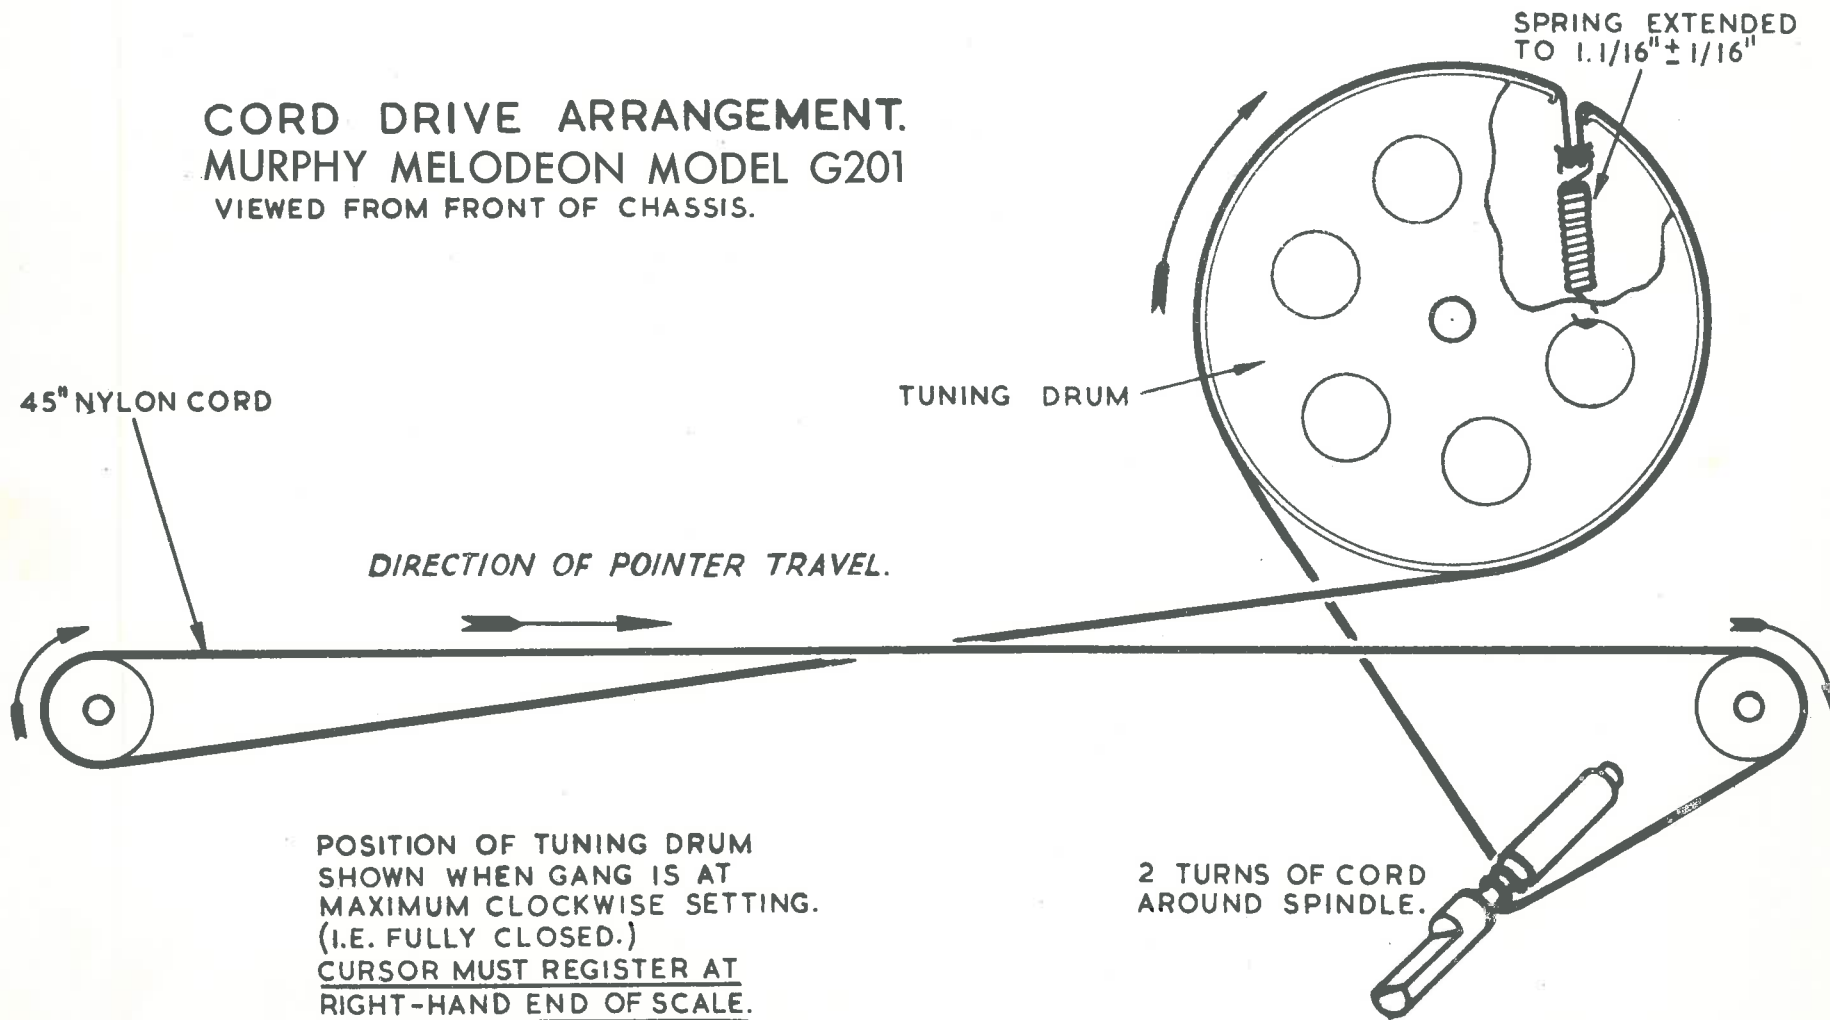 SPRING EXTENDED
TO 1.1/16" ± 1/16"
CORD DRIVE ARRANGEMENT.
MURPHY MELODEON MODEL G201
VIEWED FROM FRONT OF CHASSIS.
TUNING DRUM
45" NYLON CORD
DIRECTION OF POINTER TRAVEL.
POSITION OF TUNING DRUM
SHOWN WHEN GANG IS AT
MAXIMUM CLOCKWISE SETTING.
(I.E. FULLY CLOSED.)
CURSOR MUST REGISTER AT
RIGHT-HAND END OF SCALE.
2 TURNS OF CORD
AROUND SPINDLE.